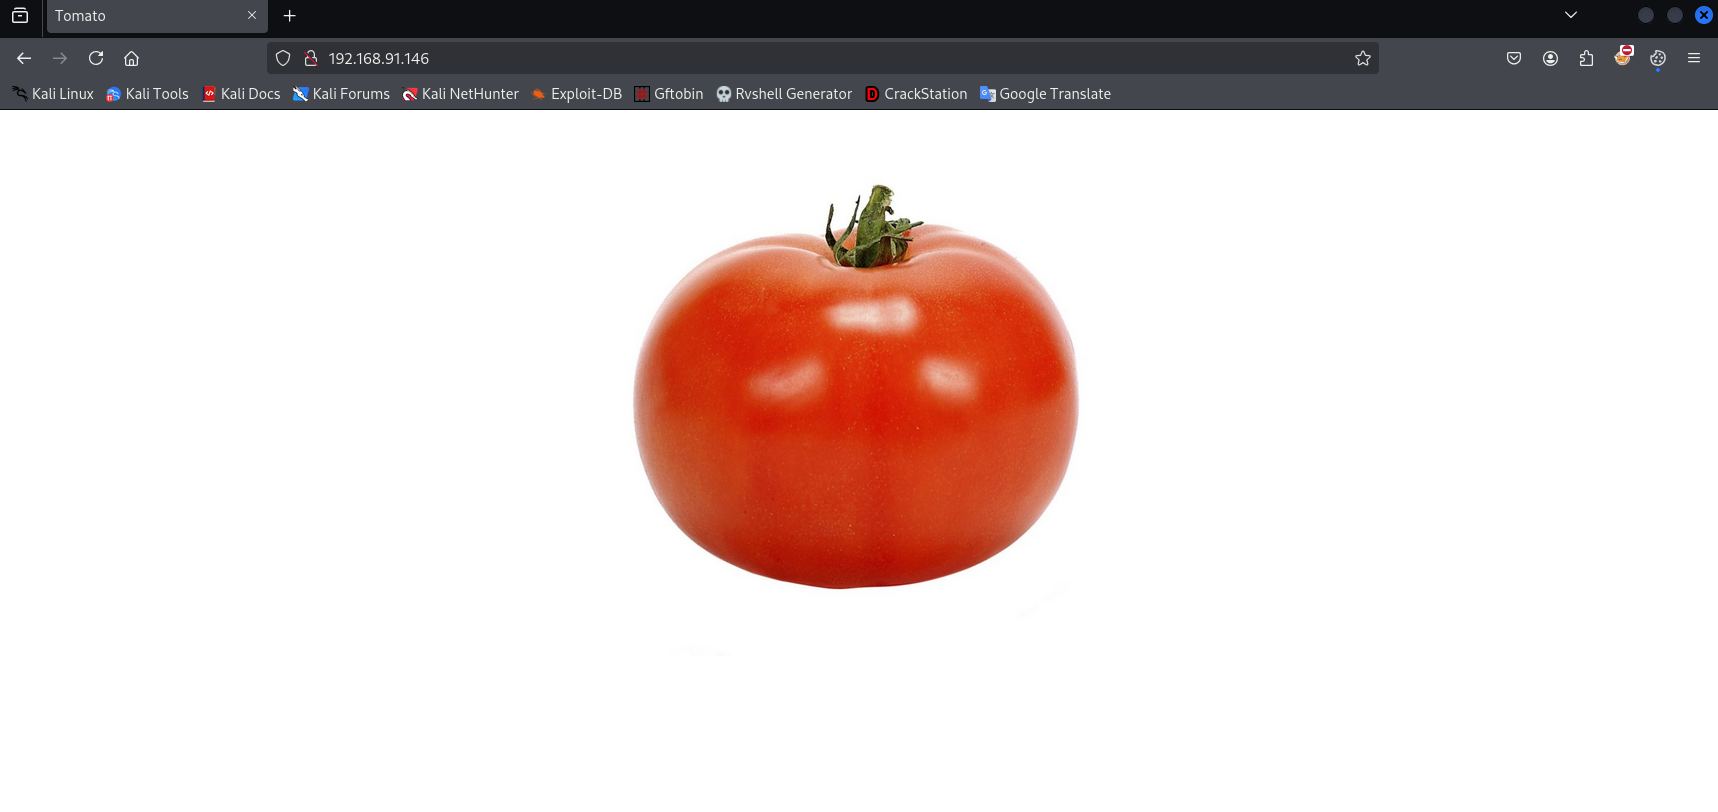 Tomato
192.168.91.146
Kali Linux Kali Tools Kali Docs Kali Forums Kali NetHunter Exploit-DB Gftobin Rvshell Generator CrackStation Google Translate